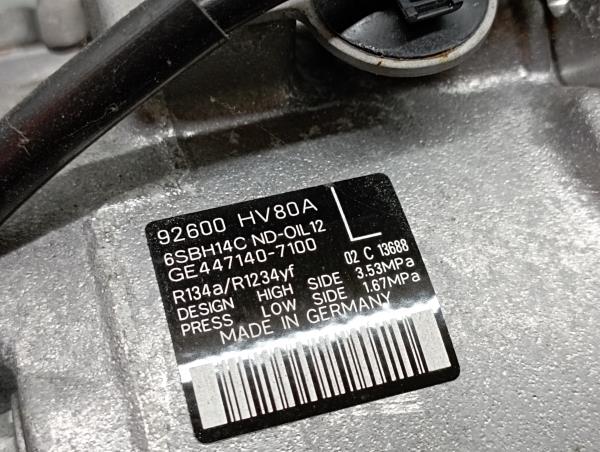 92600 HV80A L
6SBH14C ND-OIL12
GE447140-7100 02 C 13688
R134a/R1234yf
DESIGN HIGH SIDE 3.53MPa
PRESS LOW SIDE 1.67MPa
MADE IN GERMANY